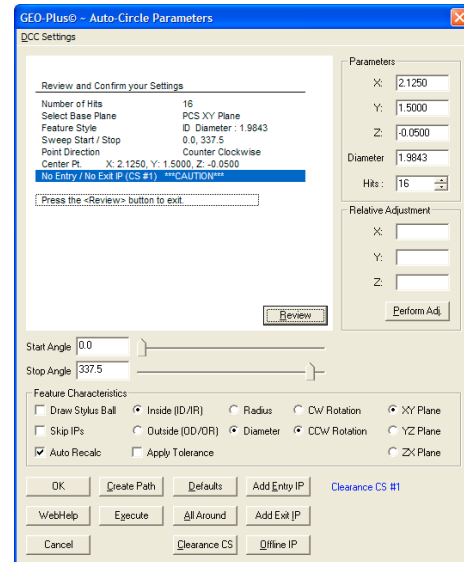 GEO-Plus© ~ Auto-Circle Parameters
DCC Settings
Review and Confirm your Settings
Number of Hits 16
Select Base Plane PCS XY Plane
Feature Style ID Diameter : 1.9843
Sweep Start / Stop 0.0, 337.5
Point Direction Counter Clockwise
Center Pt. X: 2.1250, Y: 1.5000, Z: -0.0500
No Entry / No Exit IP (CS #1) ***CAUTION***
Press the <Review> button to exit.
Review
Parameters
X: 2.1250
Y: 1.5000
Z: -0.0500
Diameter 1.9843
Hits : 16
Relative Adjustment
X:
Y:
Z:
Perform Adj.
Start Angle 0.0
Stop Angle 337.5
Feature Characteristics
Draw Stylus Ball Inside (ID/IR) Radius CW Rotation XY Plane
Skip IPs Outside (OD/OR) Diameter CCW Rotation YZ Plane
Auto Recalc Apply Tolerance ZX Plane
OK Create Path Defaults Add Entry IP Clearance CS #1
WebHelp Execute All Around Add Exit IP
Cancel Clearance CS Offline IP